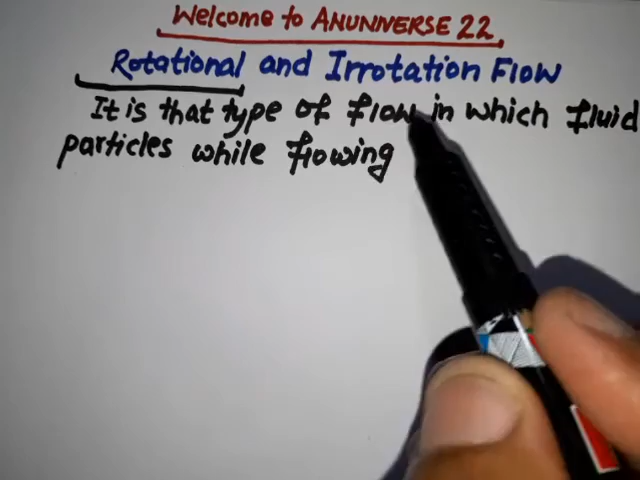 Welcome to ANUNIVERSE 22
Rotational and Irrotation Flow
It is that type of flow in which fluid
particles while flowing